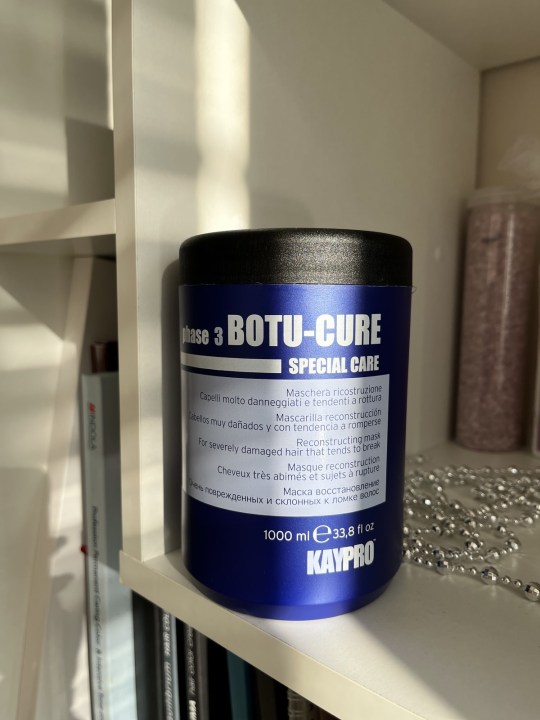 phase 3 BOTU-CURE
SPECIAL CARE
Maschera ricostruzione
Capelli molto danneggiati e tendenti a rottura
Mascarilla reconstrucción
Cabellos muy dañados y con tendencia a romperse
Reconstructing mask
For severely damaged hair that tends to break
Masque reconstruction
Cheveux très abimés et sujets à rupture
Маска восстановление
поврежденных и склонных к ломке волос
1000 ml ℮ 33,8 fl oz
KAYPRO
INDOLA